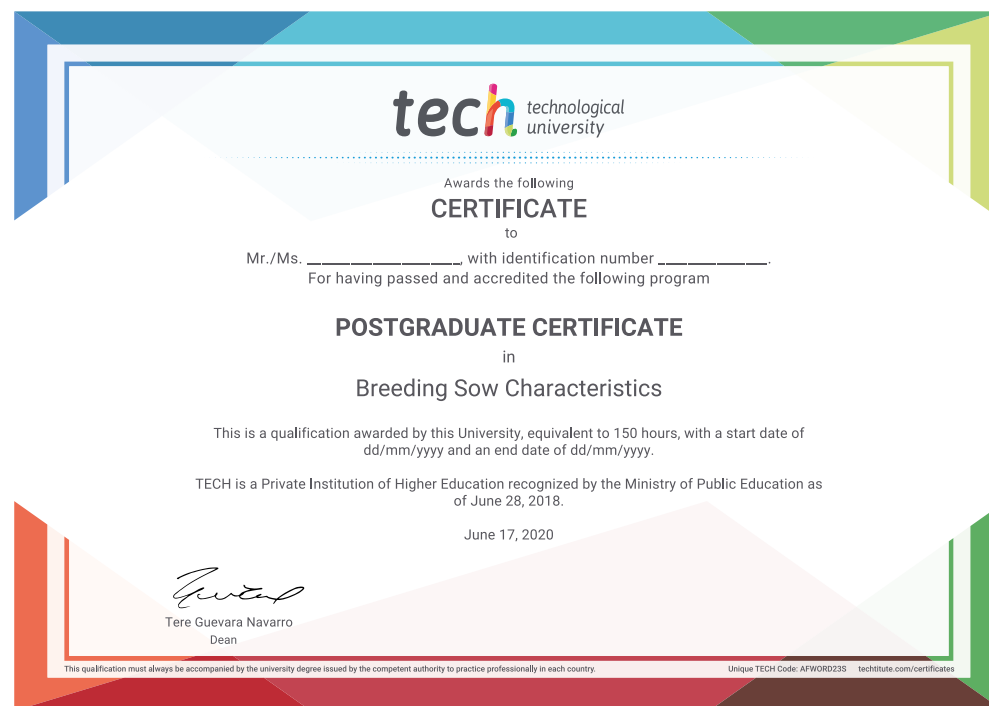 tech technological
university
Awards the following
CERTIFICATE
to
Mr./Ms. ____________________, with identification number ______________.
For having passed and accredited the following program
POSTGRADUATE CERTIFICATE
in
Breeding Sow Characteristics
This is a qualification awarded by this University, equivalent to 150 hours, with a start date of
dd/mm/yyyy and an end date of dd/mm/yyyy.
TECH is a Private Institution of Higher Education recognized by the Ministry of Public Education as
of June 28, 2018.
June 17, 2020
Tere Guevara Navarro
Dean
This qualification must always be accompanied by the university degree issued by the competent authority to practice professionally in each country.
Unique TECH Code: AFWORD23S techtitute.com/certificates